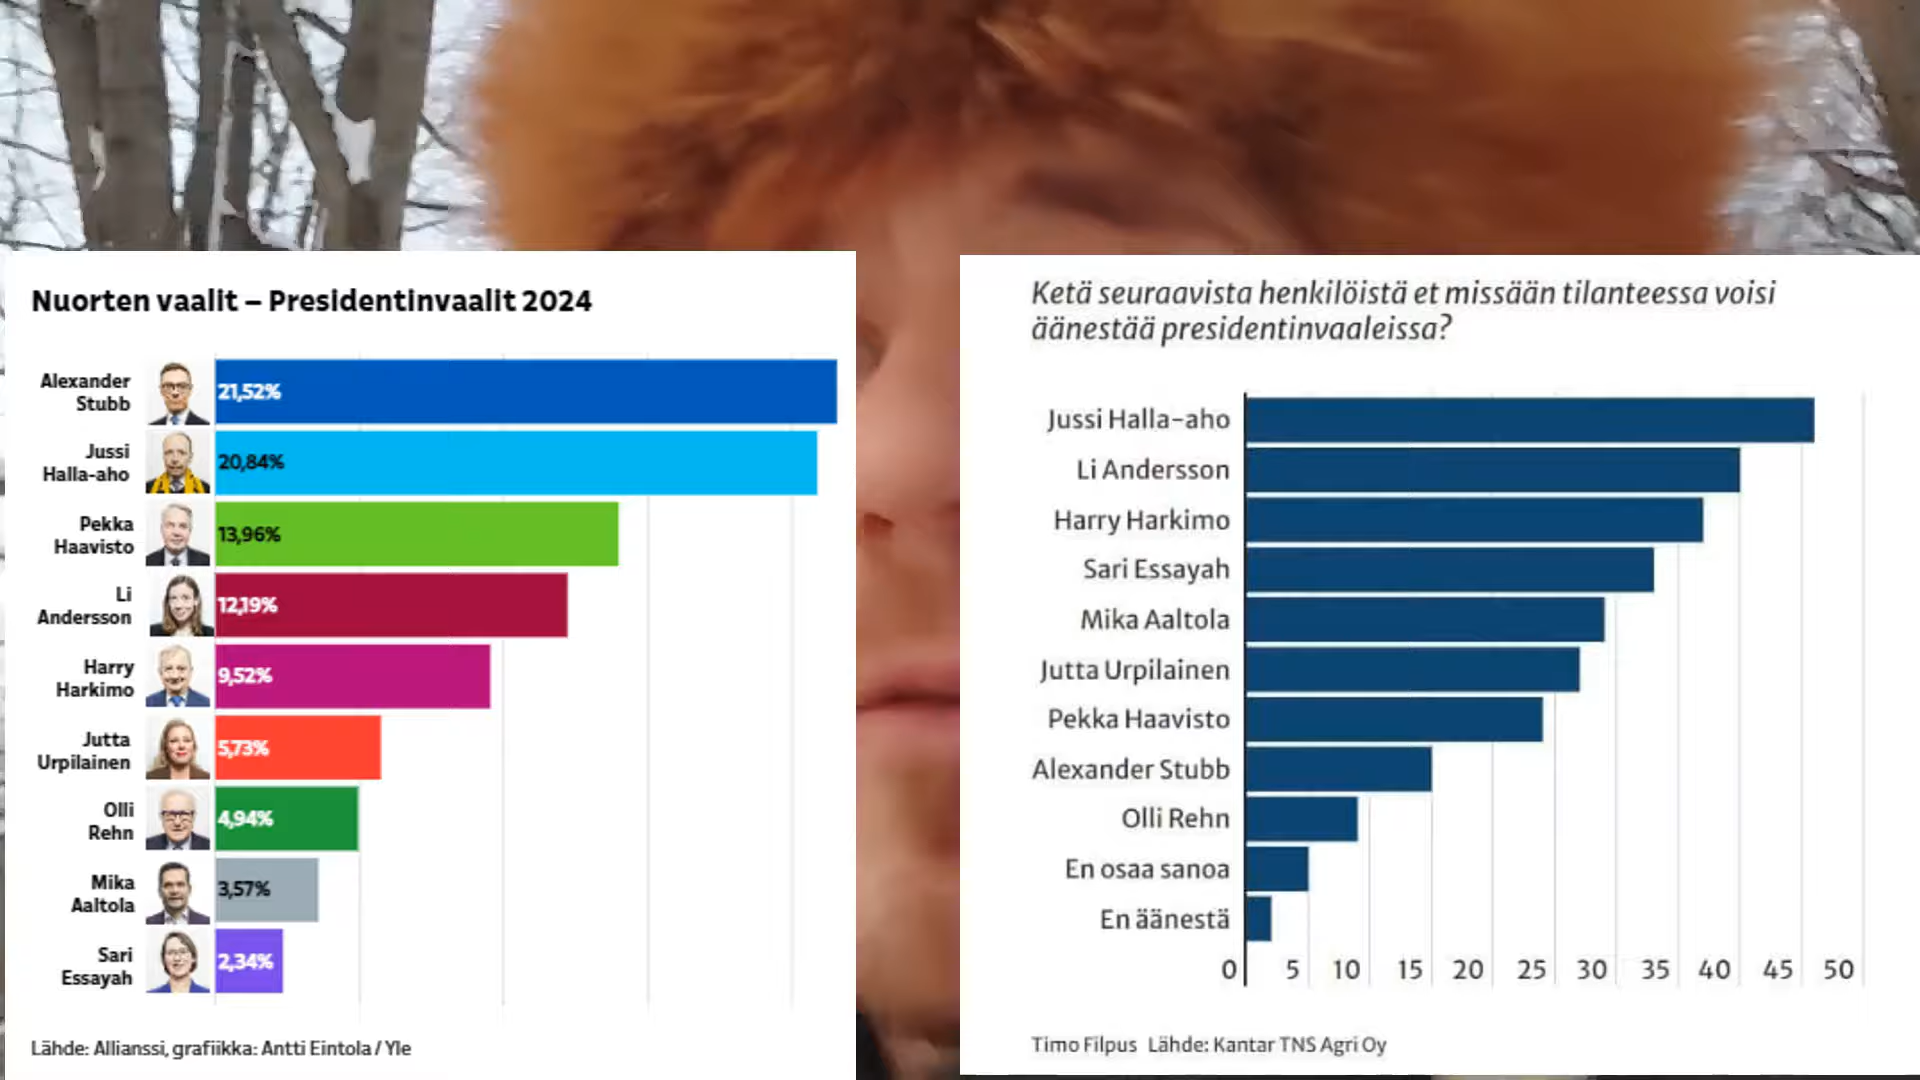 Nuorten vaalit – Presidentinvaalit 2024
Alexander
Stubb
21,52%
Jussi
Halla-aho
20,84%
Pekka
Haavisto
13,96%
Li
Andersson
12,19%
Harry
Harkimo
9,52%
Jutta
Urpilainen
5,73%
Olli
Rehn
4,94%
Mika
Aaltola
3,57%
Sari
Essayah
2,34%
Lähde: Allianssi, grafiikka: Antti Eintola / Yle
Ketä seuraavista henkilöistä et missään tilanteessa voisi
äänestää presidentinvaaleissa?
Jussi Halla-aho
Li Andersson
Harry Harkimo
Sari Essayah
Mika Aaltola
Jutta Urpilainen
Pekka Haavisto
Alexander Stubb
Olli Rehn
En osaa sanoa
En äänestä
0 5 10 15 20 25 30 35 40 45 50
Timo Filpus Lähde: Kantar TNS Agri Oy